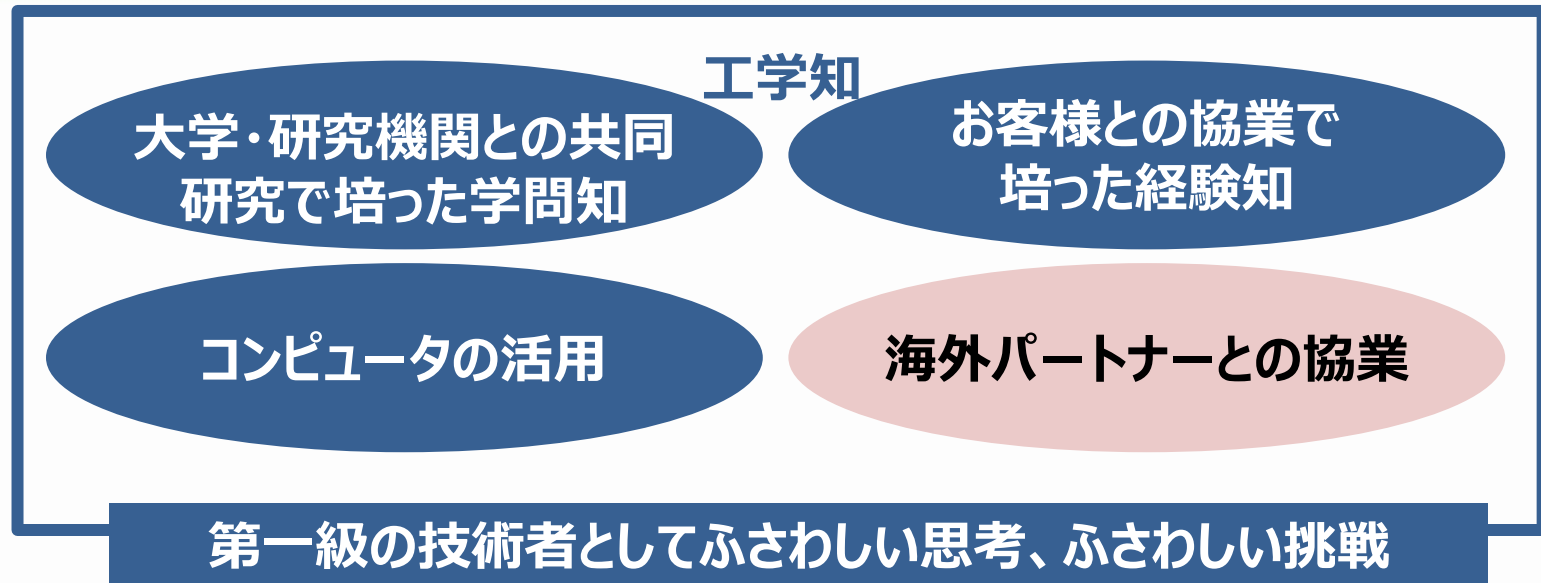 工学知
大学・研究機関との共同
研究で培った学問知
お客様との協業で
培った経験知
コンピュータの活用
海外パートナーとの協業
第一級の技術者としてふさわしい思考、ふさわしい挑戦